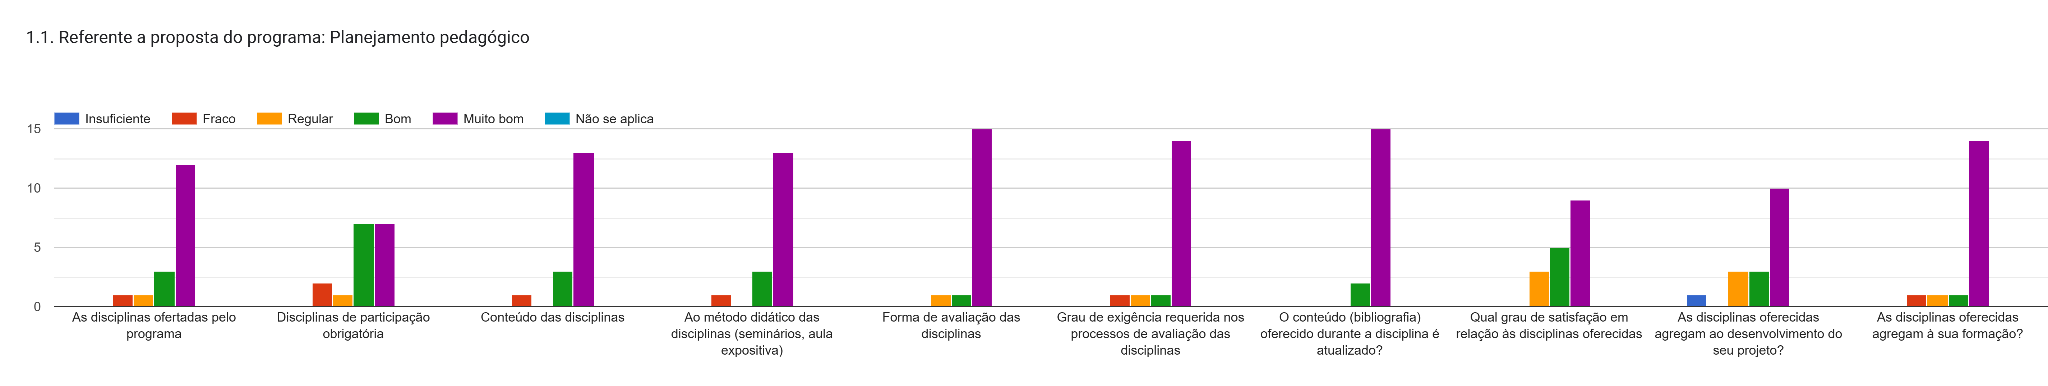 1.1. Referente a proposta do programa: Planejamento pedagógico
Insuficiente Fraco Regular Bom Muito bom Não se aplica
15
10
5
0
As disciplinas ofertadas pelo
programa
Disciplinas de participação
obrigatória
Conteúdo das disciplinas
Ao método didático das
disciplinas (seminários, aula
expositiva)
Forma de avaliação das
disciplinas
Grau de exigência requerida nos
processos de avaliação das
disciplinas
O conteúdo (bibliografia)
oferecido durante a disciplina é
atualizado?
Qual grau de satisfação em
relação às disciplinas oferecidas
As disciplinas oferecidas
agregam ao desenvolvimento do
seu projeto?
As disciplinas oferecidas
agregam à sua formação?